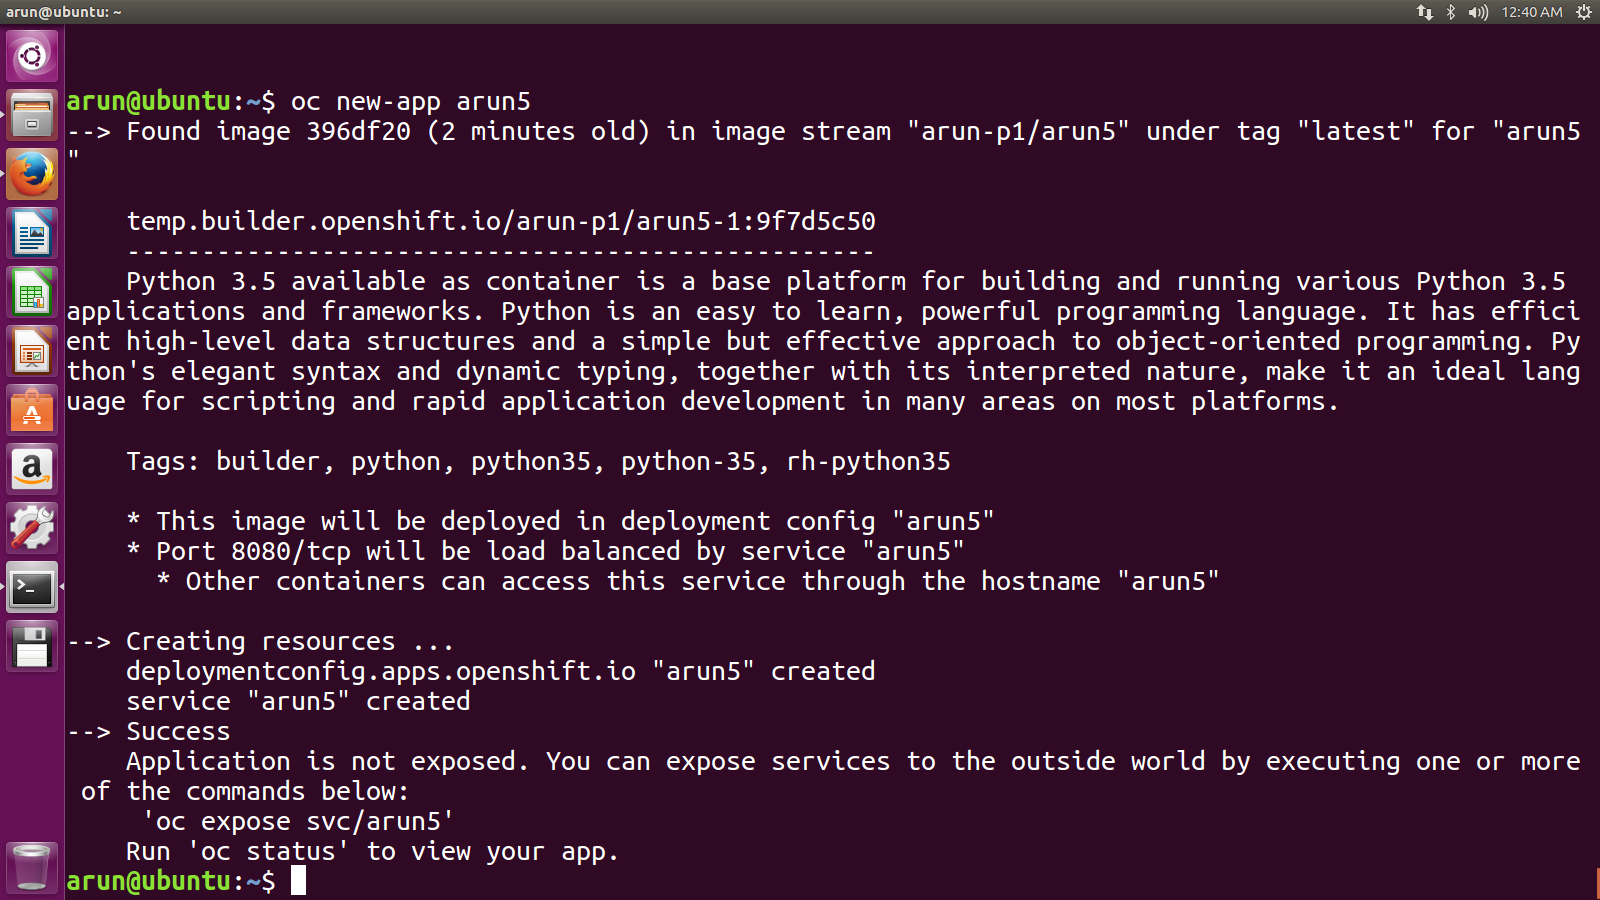 arun@ubuntu: ~
12:40 AM
arun@ubuntu:~$ oc new-app arun5
--> Found image 396df20 (2 minutes old) in image stream "arun-p1/arun5" under tag "latest" for "arun5
"
temp.builder.openshift.io/arun-p1/arun5-1:9f7d5c50
--------------------------------------------------
Python 3.5 available as container is a base platform for building and running various Python 3.5
applications and frameworks. Python is an easy to learn, powerful programming language. It has effici
ent high-level data structures and a simple but effective approach to object-oriented programming. Py
thon's elegant syntax and dynamic typing, together with its interpreted nature, make it an ideal lang
uage for scripting and rapid application development in many areas on most platforms.
Tags: builder, python, python35, python-35, rh-python35
* This image will be deployed in deployment config "arun5"
* Port 8080/tcp will be load balanced by service "arun5"
* Other containers can access this service through the hostname "arun5"
--> Creating resources ...
deploymentconfig.apps.openshift.io "arun5" created
service "arun5" created
--> Success
Application is not exposed. You can expose services to the outside world by executing one or more
of the commands below:
'oc expose svc/arun5'
Run 'oc status' to view your app.
arun@ubuntu:~$